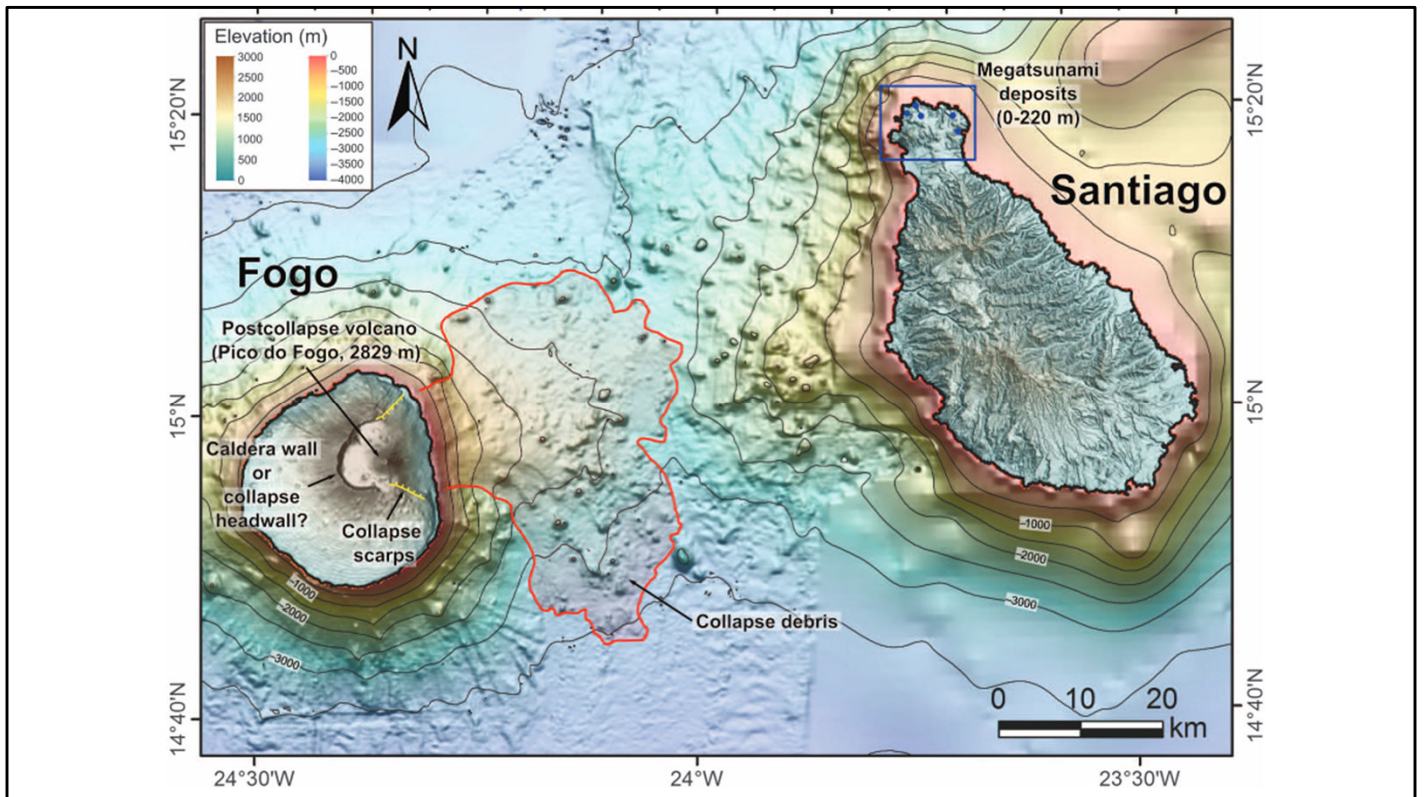 Elevation (m)
3000
2500
2000
1500
1000
500
0
0
–500
–1000
–1500
–2000
–2500
–3000
–3500
–4000
N
Megatsunami
deposits
(0-220 m)
Santiago
Fogo
Postcollapse volcano
(Pico do Fogo, 2829 m)
Caldera wall
or
collapse
headwall?
Collapse
scarps
Collapse debris
–1000
–2000
–3000
–1000
–2000
–3000
0 10 20
km
15°20'N
15°N
14°40'N
15°20'N
15°N
14°40'N
24°30'W
24°W
23°30'W